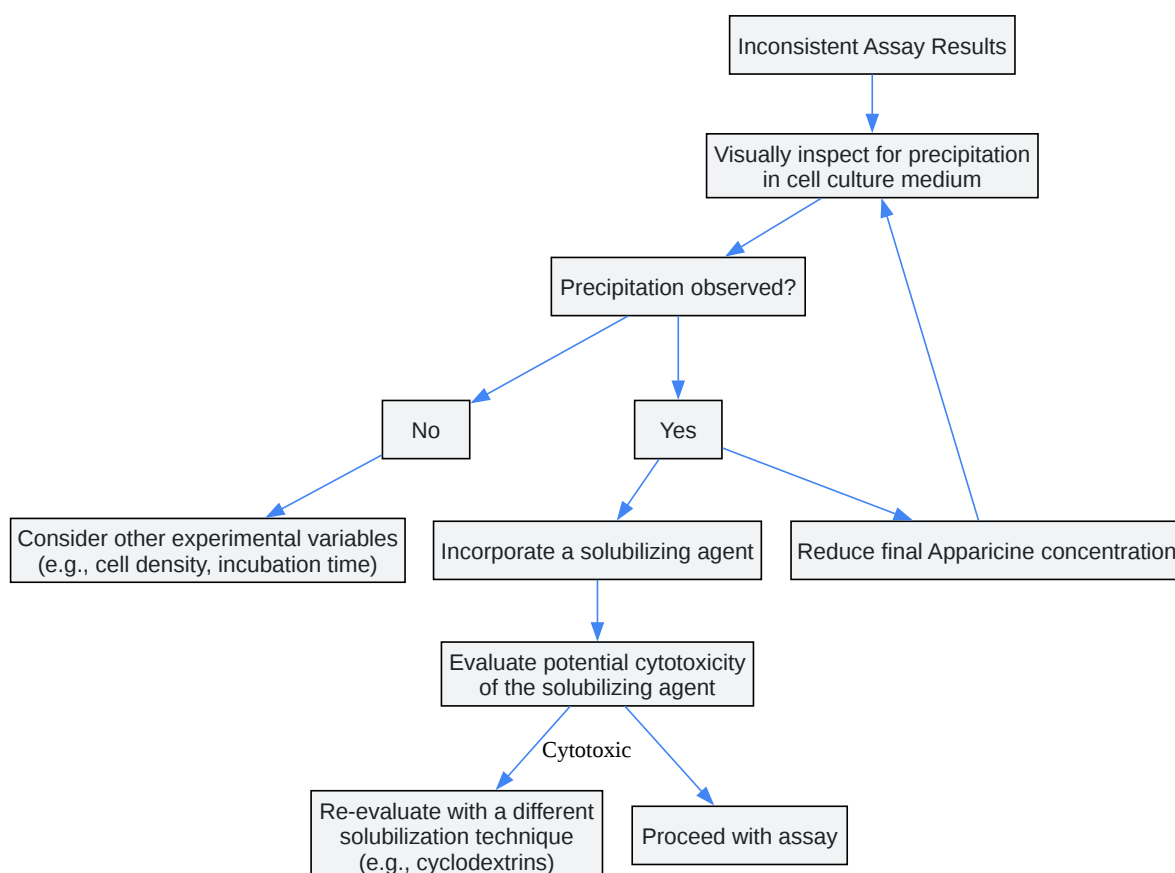 Inconsistent Assay Results
Visually inspect for precipitation
in cell culture medium
Precipitation observed?
No
Yes
Consider other experimental variables
(e.g., cell density, incubation time)
Incorporate a solubilizing agent
Reduce final Apparicine concentration
Evaluate potential cytotoxicity
of the solubilizing agent
Cytotoxic
Re-evaluate with a different
solubilization technique
(e.g., cyclodextrins)
Proceed with assay